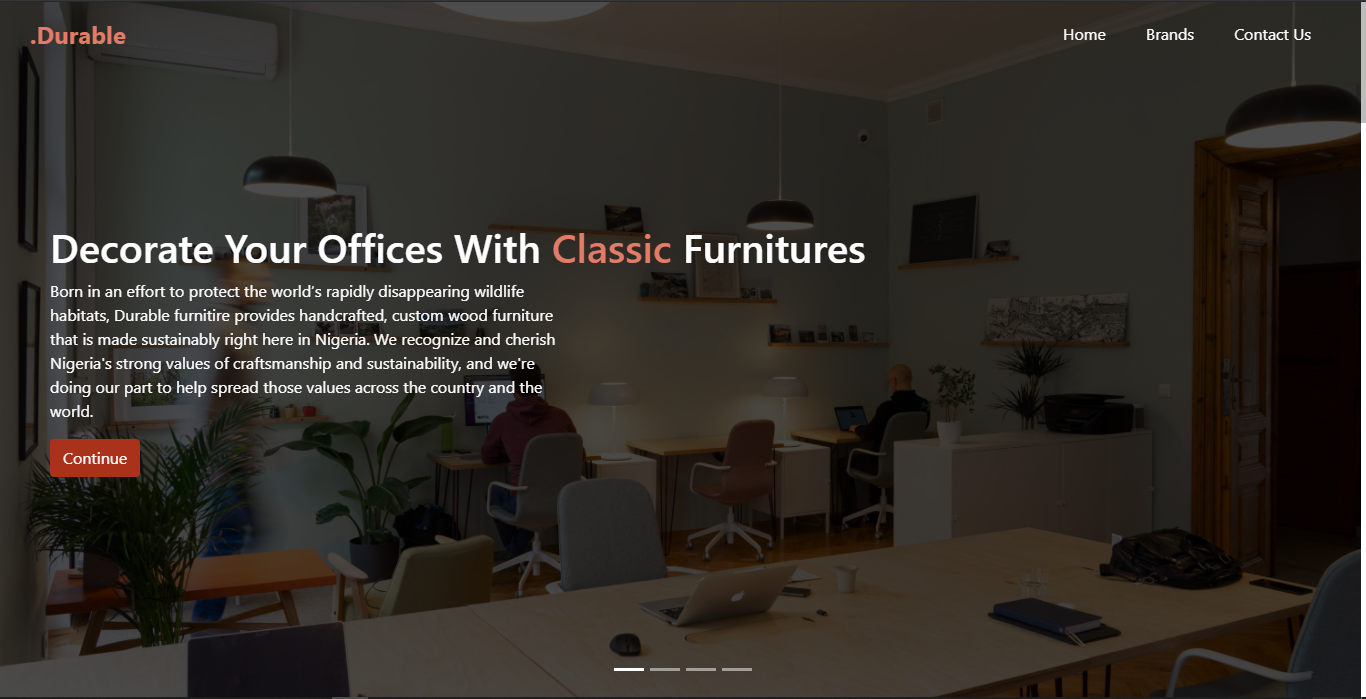 .Durable
Home Brands Contact Us
Decorate Your Offices With Classic Furnitures
Born in an effort to protect the world's rapidly disappearing wildlife
habitats, Durable furnitire provides handcrafted, custom wood furniture
that is made sustainably right here in Nigeria. We recognize and cherish
Nigeria's strong values of craftsmanship and sustainability, and we're
doing our part to help spread those values across the country and the
world.
Continue